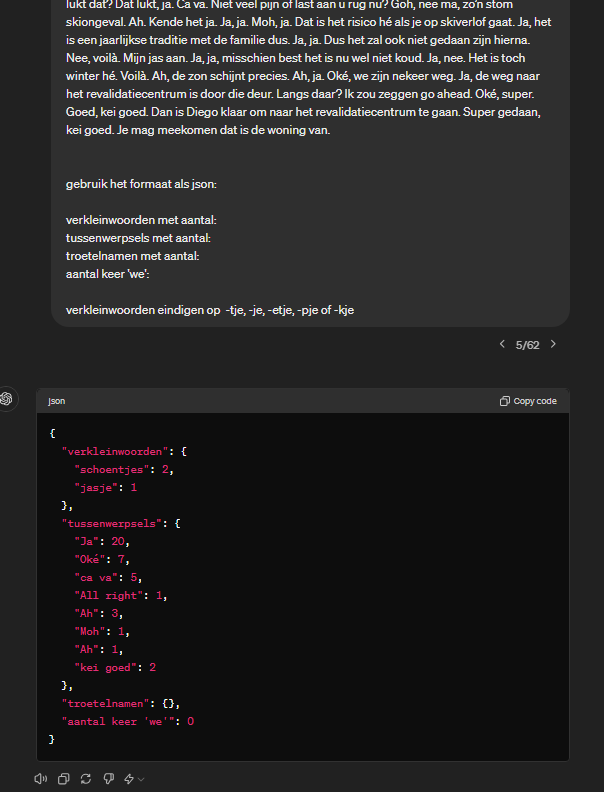 lukt dat? Dat lukt, ja. Ca va. Niet veel pijn of last aan u rug nu? Goh, nee ma, zo'n stom
skiongeval. Ah. Kende het ja. Ja, ja. Moh, ja. Dat is het risico hé als je op skiverlof gaat. Ja, het
is een jaarlijkse traditie met de familie dus. Ja, ja. Dus het zal ook niet gedaan zijn hierna.
Nee, voilà. Mijn jas aan. Ja, ja, misschien best het is nu wel niet koud. Ja, nee. Het is toch
winter hé. Voilà. Ah, de zon schijnt precies. Ah, ja. Oké, we zijn nekeer weg. Ja, de weg naar
het revalidatiecentrum is door die deur. Langs daar? Ik zou zeggen go ahead. Oké, super.
Goed, kei goed. Dan is Diego klaar om naar het revalidatiecentrum te gaan. Super gedaan,
kei goed. Je mag meekomen dat is de woning van.
gebruik het formaat als json:
verkleinwoorden met aantal:
tussenwerpsels met aantal:
troetelnamen met aantal:
aantal keer 'we':
verkleinwoorden eindigen op -tje, -je, -etje, -pje of -kje
5/62
json
Copy code
{
"verkleinwoorden": {
"schoentjes": 2,
"jasje": 1
},
"tussenwerpsels": {
"Ja": 20,
"Oké": 7,
"ca va": 5,
"All right": 1,
"Ah": 3,
"Moh": 1,
"Ah": 1,
"kei goed": 2
},
"troetelnamen": {},
"aantal keer 'we'": 0
}